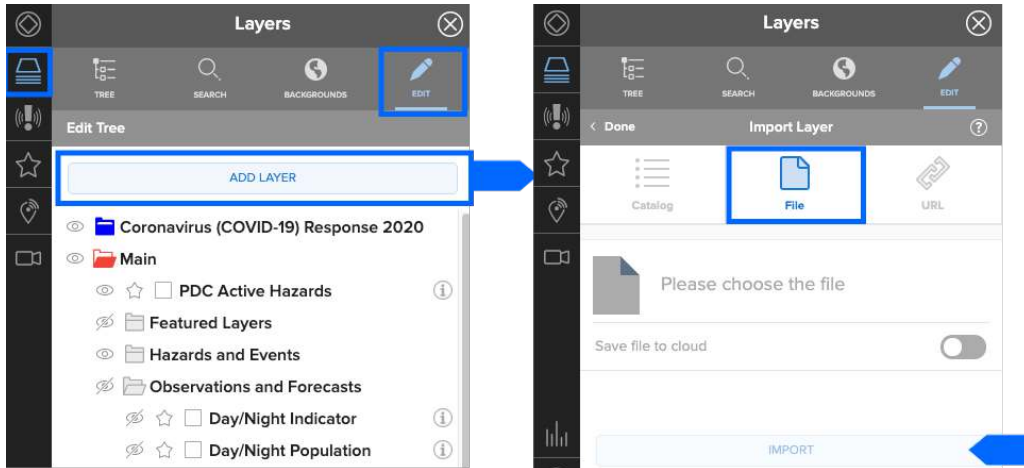 Layers
TREE
SEARCH
BACKGROUNDS
EDIT
Edit Tree
ADD LAYER
Coronavirus (COVID-19) Response 2020
Main
PDC Active Hazards
Featured Layers
Hazards and Events
Observations and Forecasts
Day/Night Indicator
Day/Night Population
Layers
TREE
SEARCH
BACKGROUNDS
EDIT
< Done
Import Layer
?
Catalog
File
URL
Please choose the file
Save file to cloud
IMPORT